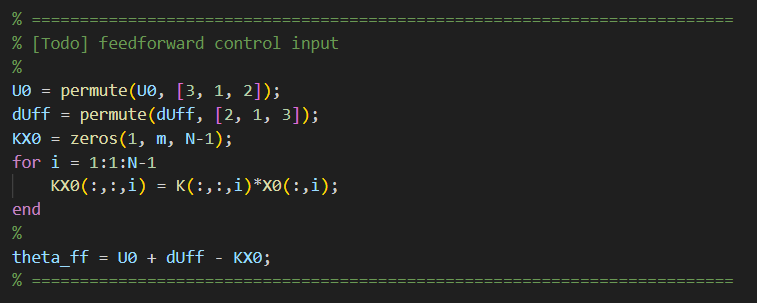 % =========================================================================
% [Todo] feedforward control input
%
U0 = permute(U0, [3, 1, 2]);
dUff = permute(dUff, [2, 1, 3]);
KX0 = zeros(1, m, N-1);
for i = 1:1:N-1
    KX0(:,:,i) = K(:,:,i)*X0(:,i);
end
%
theta_ff = U0 + dUff - KX0;
% =========================================================================